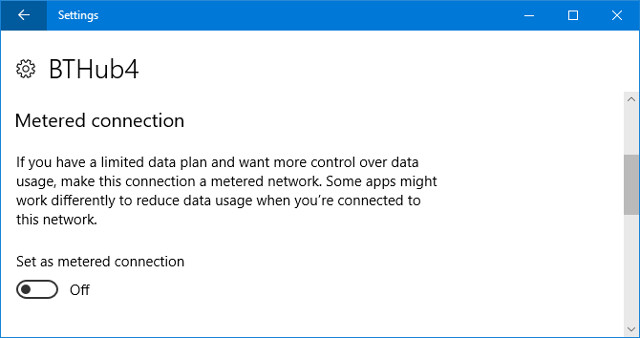 Settings
BTHub4
Metered connection
If you have a limited data plan and want more control over data
usage, make this connection a metered network. Some apps might
work differently to reduce data usage when you're connected to
this network.
Set as metered connection
Off